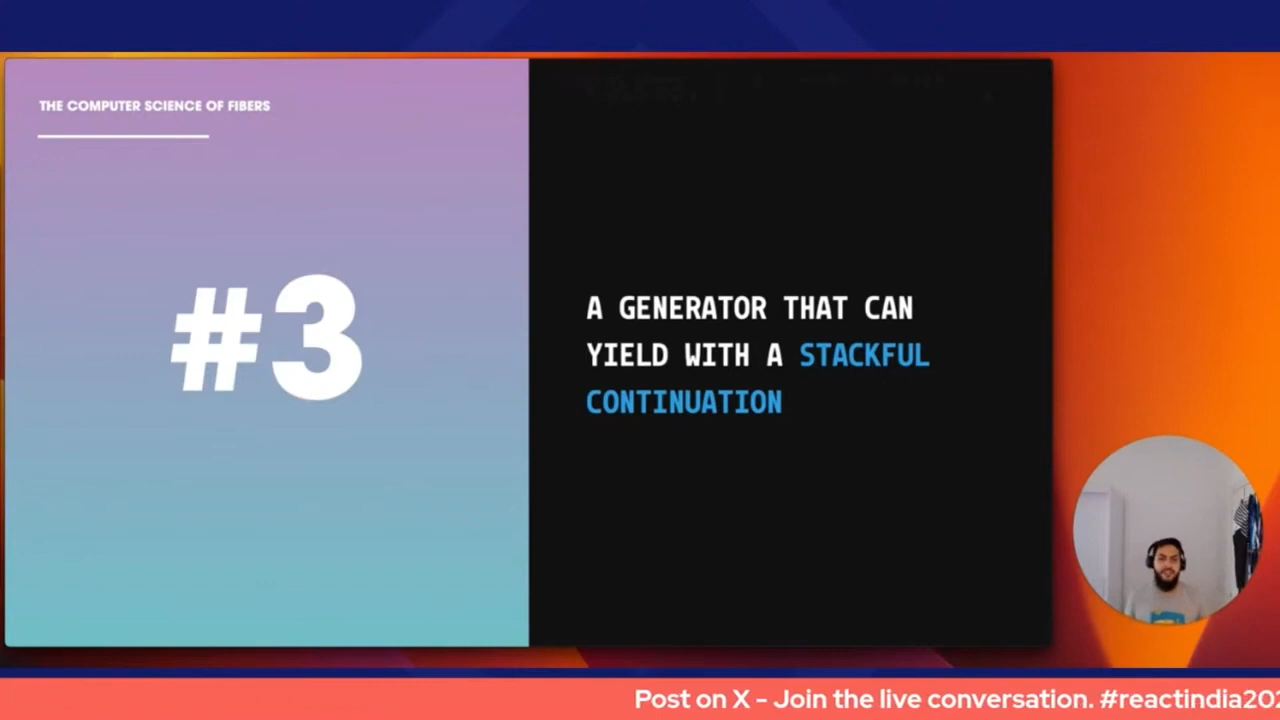 THE COMPUTER SCIENCE OF FIBERS
#3
A GENERATOR THAT CAN
YIELD WITH A STACKFUL
CONTINUATION
Post on X - Join the live conversation. #reactindia202